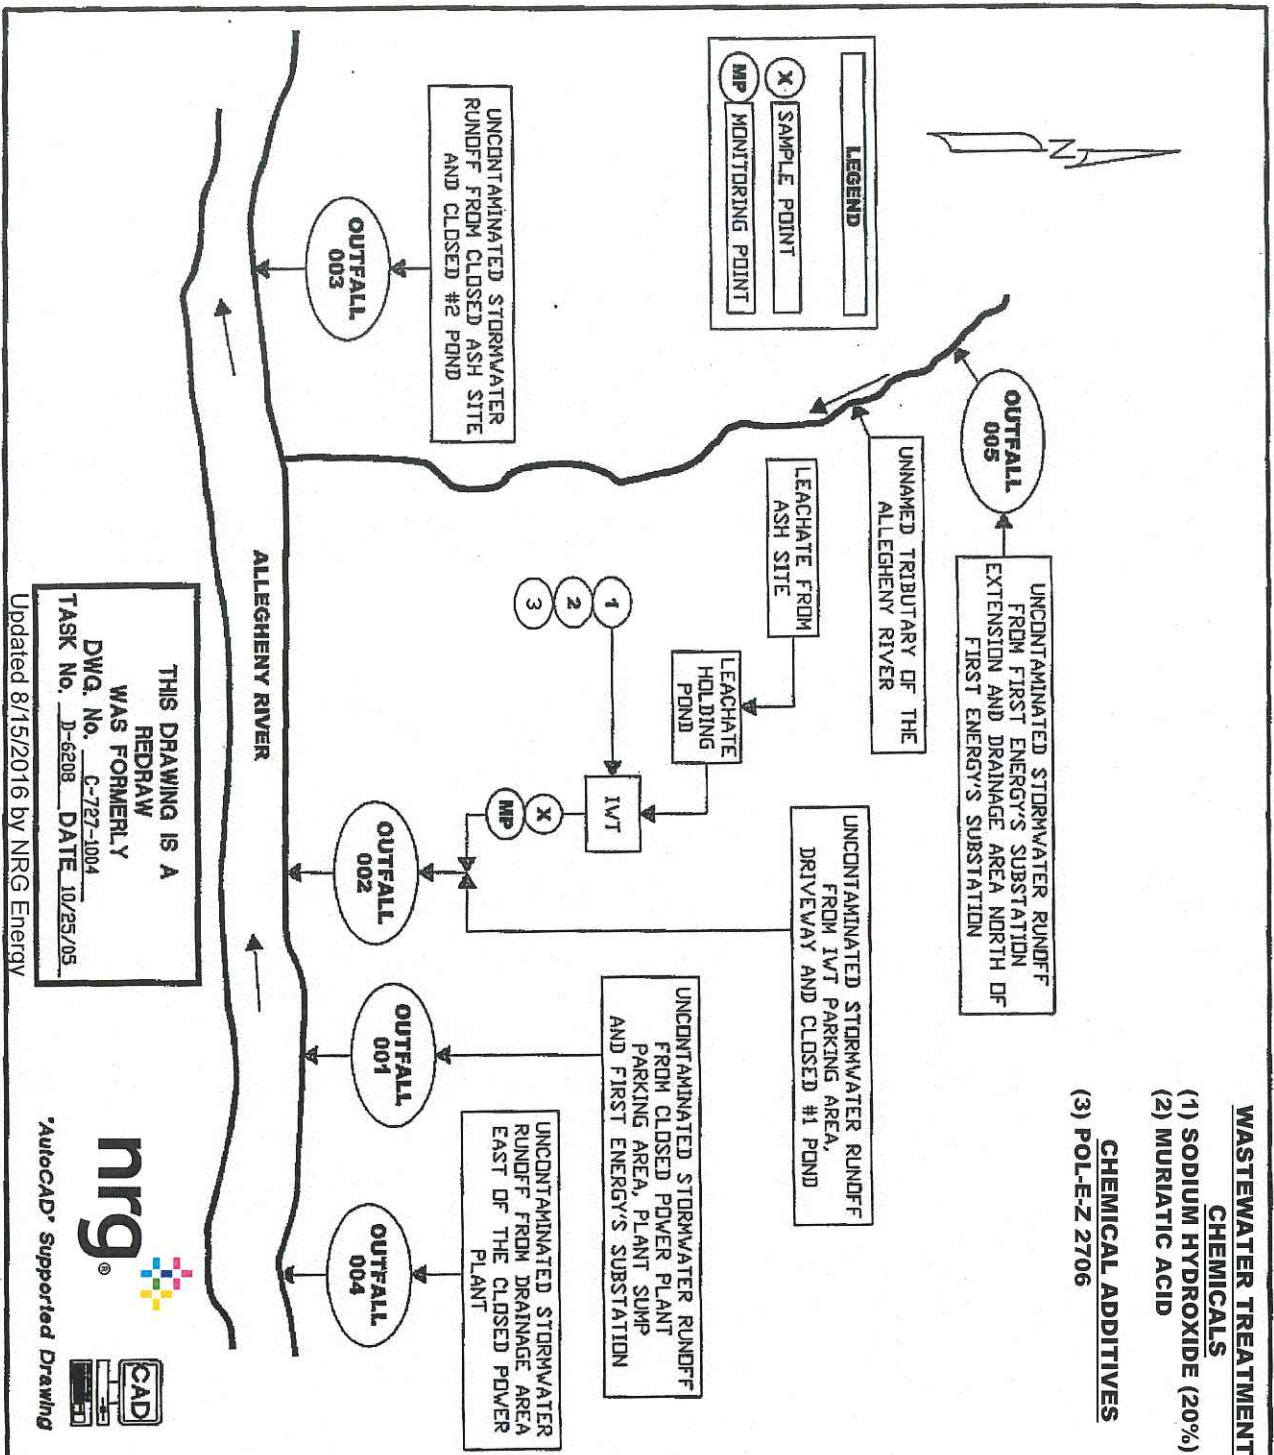 WASTEWATER TREATMENT
CHEMICALS
(1) SODIUM HYDROXIDE (20%)
(2) MURIATIC ACID
CHEMICAL ADDITIVES
(3) POL-E-Z 2706
N
LEGEND
X SAMPLE POINT
MP MONITORING POINT
OUTFALL
005
UNCONTAMINATED STORMWATER RUNOFF
FROM FIRST ENERGY'S SUBSTATION
EXTENSION AND DRAINAGE AREA NORTH OF
FIRST ENERGY'S SUBSTATION
UNNAMED TRIBUTARY OF THE
ALLEGHENY RIVER
LEACHATE FROM
ASH SITE
LEACHATE
HOLDING
POND
1
2
3
IWT
X
MP
UNCONTAMINATED STORMWATER RUNOFF
FROM IWT PARKING AREA,
DRIVEWAY AND CLOSED #1 POND
UNCONTAMINATED STORMWATER RUNOFF
FROM CLOSED POWER PLANT
PARKING AREA, PLANT SUMP
AND FIRST ENERGY'S SUBSTATION
UNCONTAMINATED STORMWATER
RUNOFF FROM DRAINAGE AREA
EAST OF THE CLOSED POWER
PLANT
UNCONTAMINATED STORMWATER
RUNOFF FROM CLOSED ASH SITE
AND CLOSED #2 POND
OUTFALL
003
OUTFALL
002
OUTFALL
001
OUTFALL
004
ALLEGHENY RIVER
THIS DRAWING IS A
REDRAW
WAS FORMERLY
DWG. No. C-727-1004
TASK No. D-6208 DATE 10/25/05
Updated 8/15/2016 by NRG Energy
nrg®
CAD
"AutoCAD" Supported Drawing